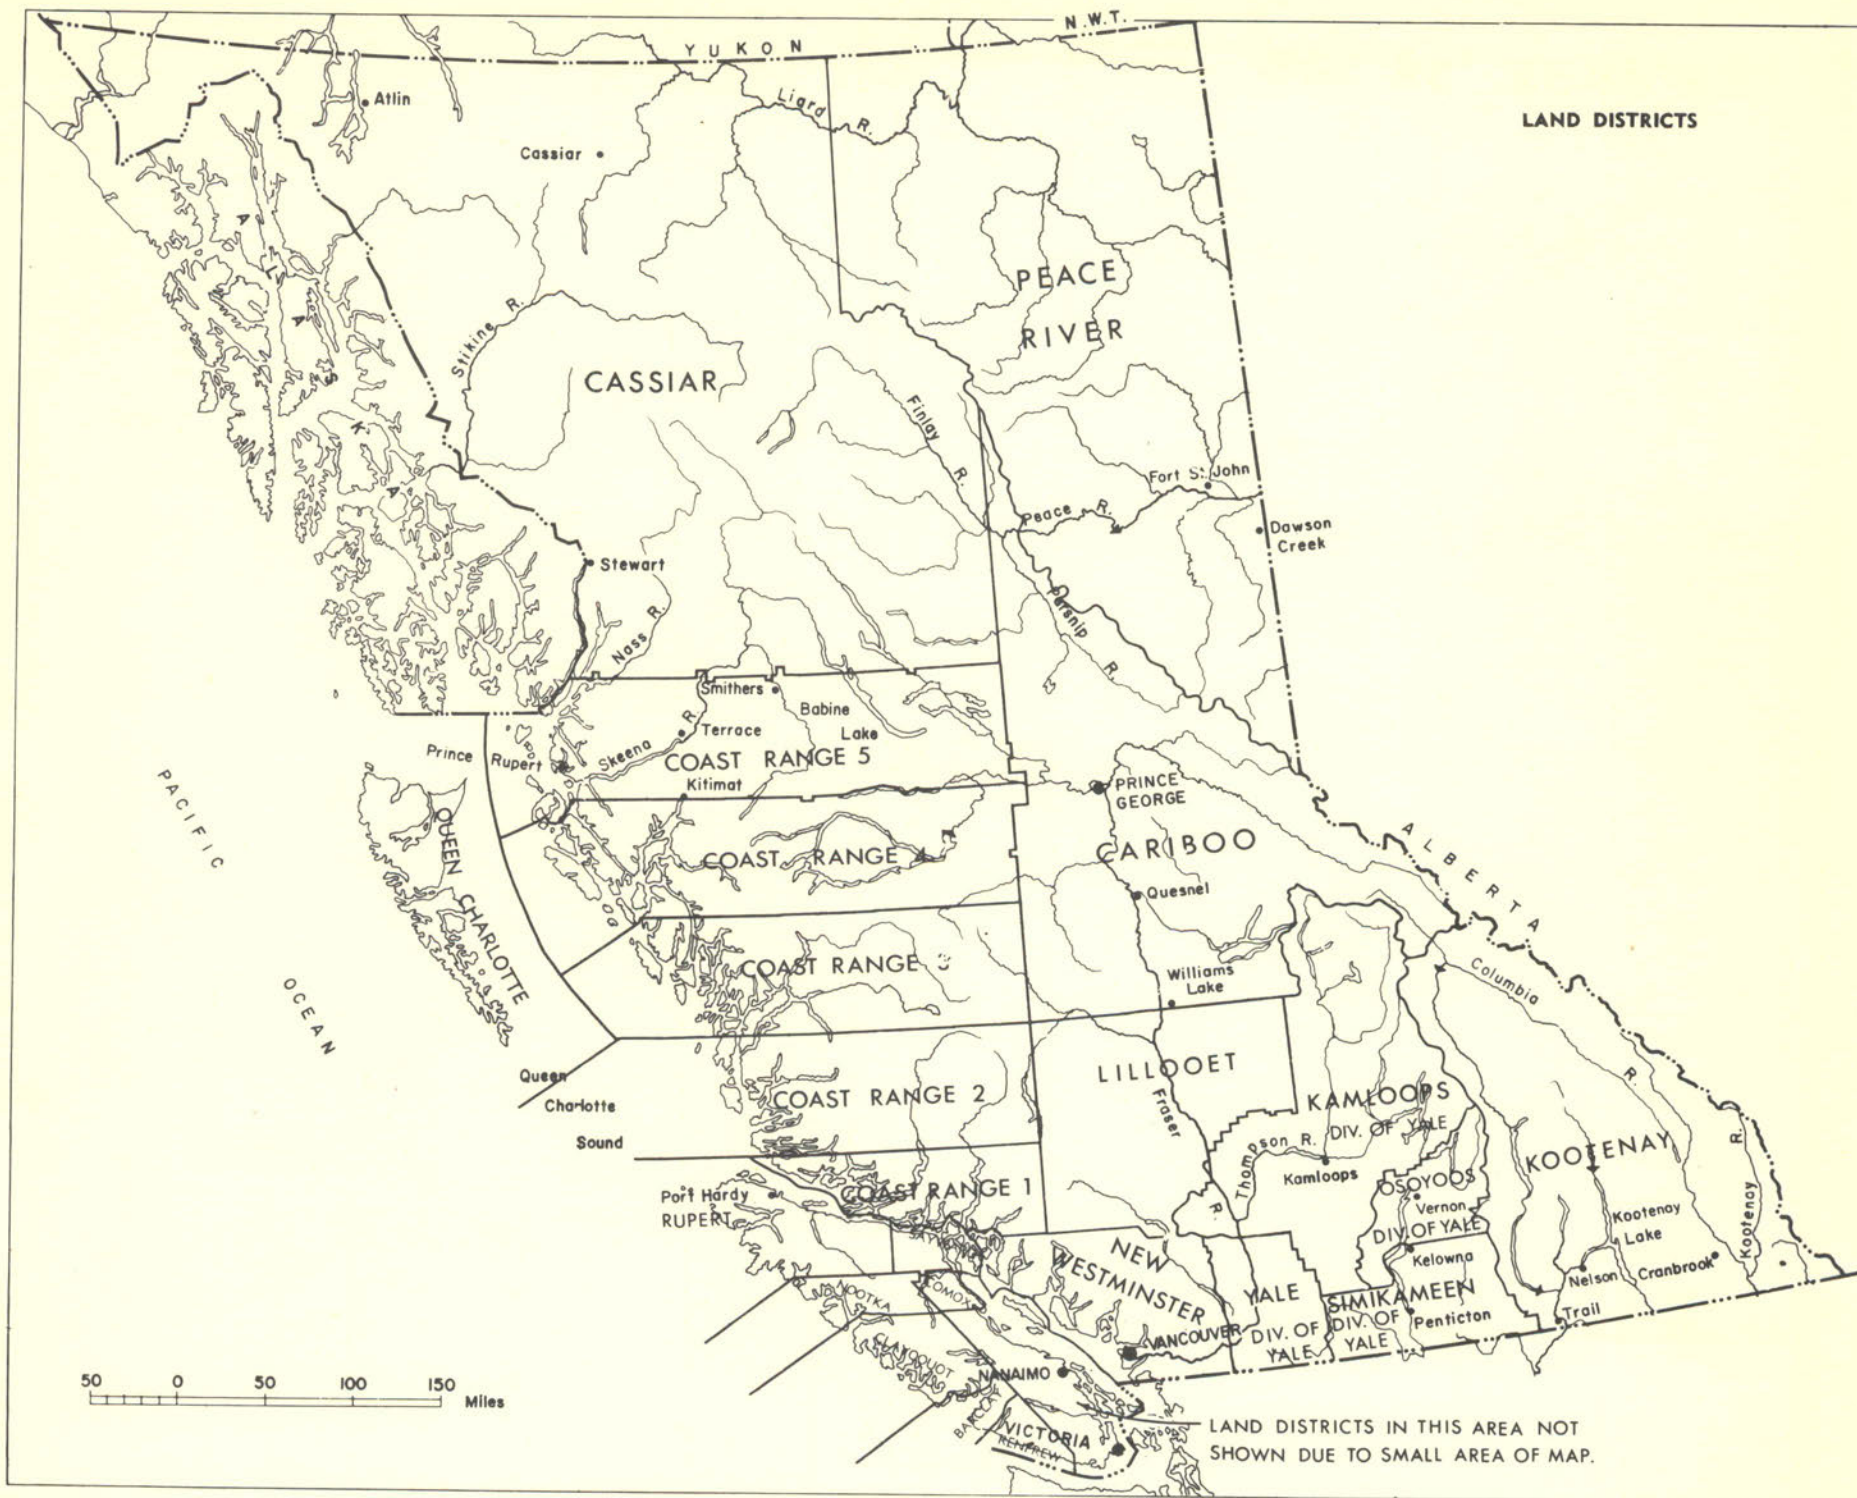 YUKON
N.W.T.
LAND DISTRICTS
Atlin
Liard R.
Cassiar
ALASKA
PEACE
RIVER
Stikine R.
CASSIAR
Finlay R.
Fort St. John
Peace R.
Dawson
Creek
Stewart
Nass R.
Parsnip R.
Smithers
Babine
Lake
Terrace
Skeena R.
Prince Rupert
COAST RANGE 5
Kitimat
PRINCE
GEORGE
PACIFIC
OCEAN
QUEEN CHARLOTTE
COAST RANGE 4
CARIBOO
ALBERTA
Quesnel
COAST RANGE 3
Williams
Lake
Columbia R.
Queen
Charlotte
Sound
COAST RANGE 2
LILLOOET
Fraser R.
KAMLOOPS
DIV. OF YALE
Thompson R.
Kamloops
KOOTENAY
Kootenay R.
Port Hardy
RUPERT
COAST RANGE 1
SAYWARD
OSOYOOS
Vernon
DIV. OF YALE
Kelowna
Kootenay
Lake
NEW
WESTMINSTER
Nelson
Cranbrook
NOOTKA
COMOX
YALE
DIV. OF
YALE
SIMIKAMEEN
DIV. OF
YALE
Penticton
Trail
VANCOUVER
CLAYOQUOT
NANAIMO
VICTORIA
RENFREW
50 0 50 100 150
Miles
LAND DISTRICTS IN THIS AREA NOT
SHOWN DUE TO SMALL AREA OF MAP.